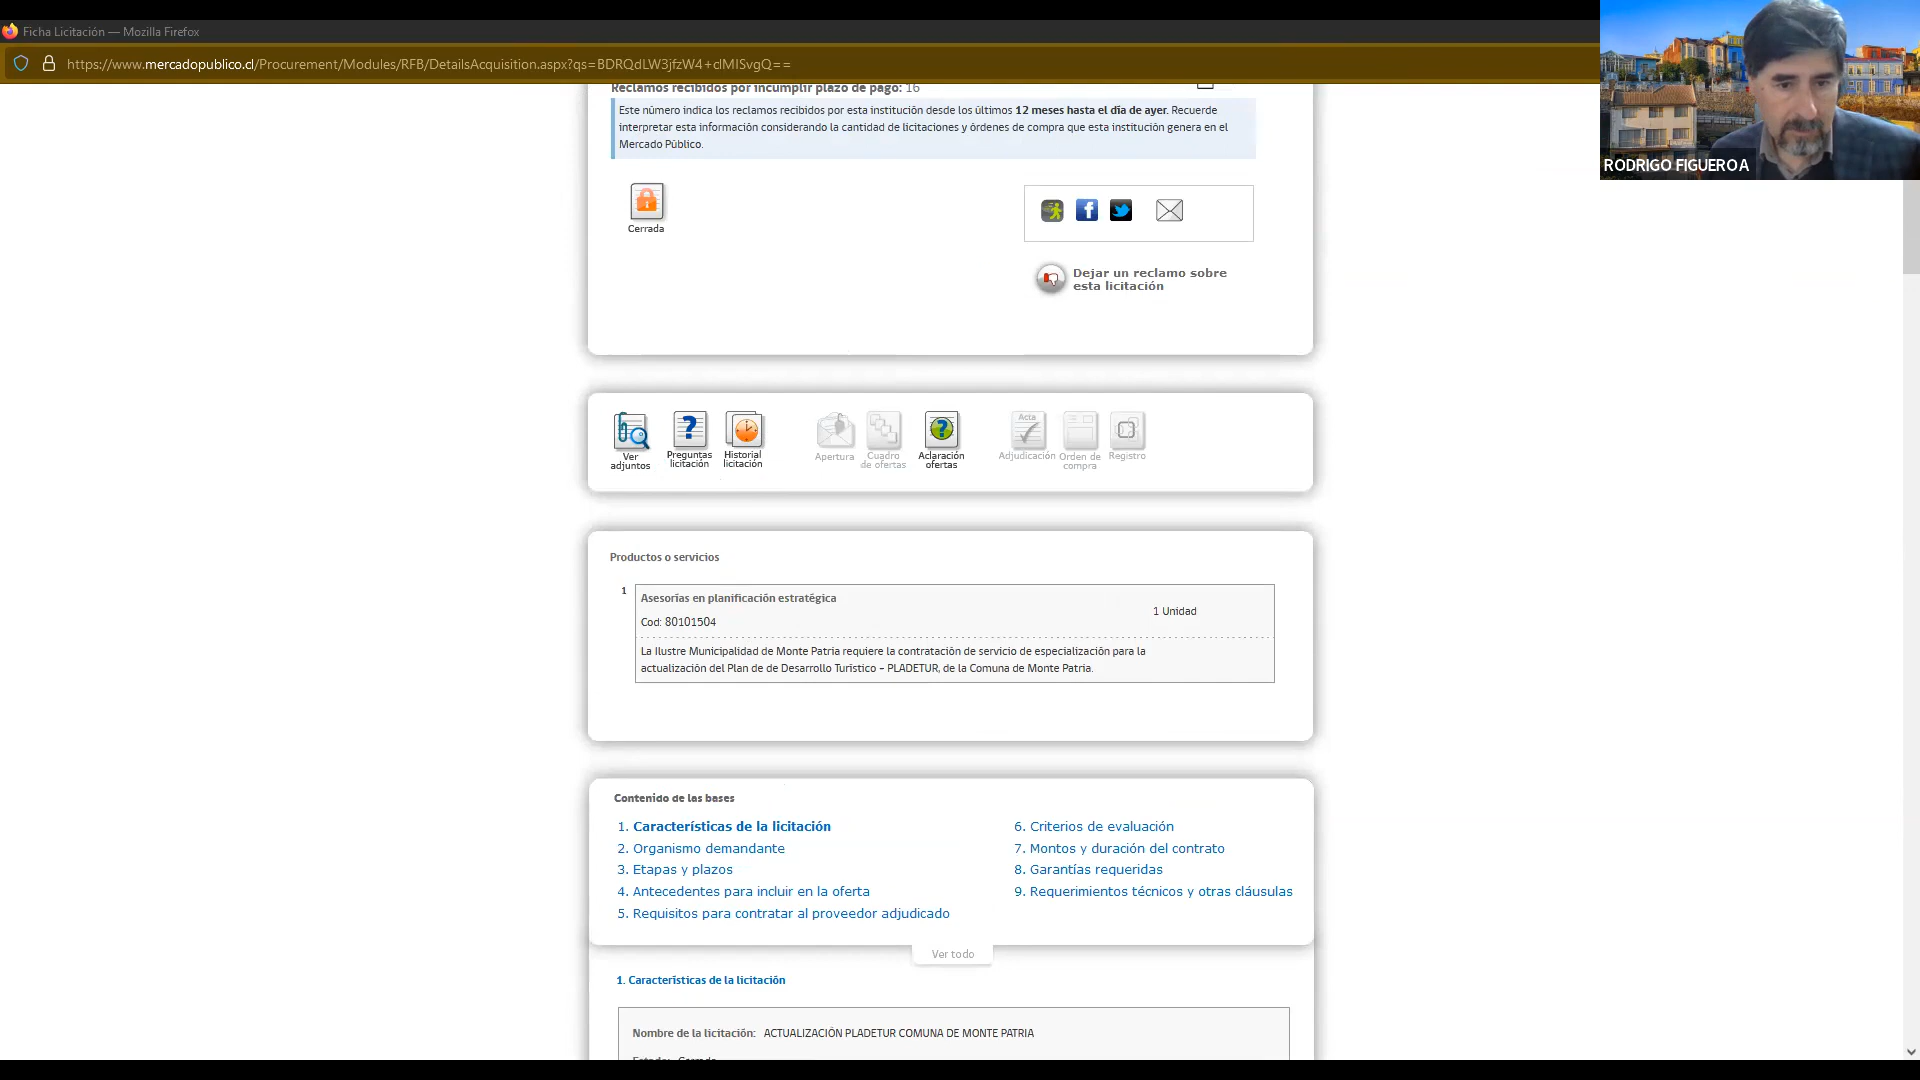 Ficha Licitación — Mozilla Firefox
https://www.mercadopublico.cl/Procurement/Modules/RFB/DetailsAcquisition.aspx?qs=BDRQdLW3jfzW4+clMISvgQ==
RODRIGO FIGUEROA
Reclamos recibidos por incumplir plazo de pago: 16
Este número indica los reclamos recibidos por esta institución desde los últimos 12 meses hasta el día de ayer. Recuerde
interpretar esta información considerando la cantidad de licitaciones y órdenes de compra que esta institución genera en el
Mercado Público.
Cerrada
Dejar un reclamo sobre
esta licitación
Ver
adjuntos
Preguntas
licitación
Historial
licitación
Apertura
Cuadro
de ofertas
Aclaración
ofertas
Acta
Adjudicación
Orden de
compra
Registro
Productos o servicios
1
Asesorías en planificación estratégica
1 Unidad
Cod: 80101504
La Ilustre Municipalidad de Monte Patria requiere la contratación de servicio de especialización para la
actualización del Plan de de Desarrollo Turístico – PLADETUR, de la Comuna de Monte Patria.
Contenido de las bases
1. Características de la licitación
2. Organismo demandante
3. Etapas y plazos
4. Antecedentes para incluir en la oferta
5. Requisitos para contratar al proveedor adjudicado
6. Criterios de evaluación
7. Montos y duración del contrato
8. Garantías requeridas
9. Requerimientos técnicos y otras cláusulas
Ver todo
1. Características de la licitación
Nombre de la licitación: ACTUALIZACIÓN PLADETUR COMUNA DE MONTE PATRIA
Estado: Cerrada